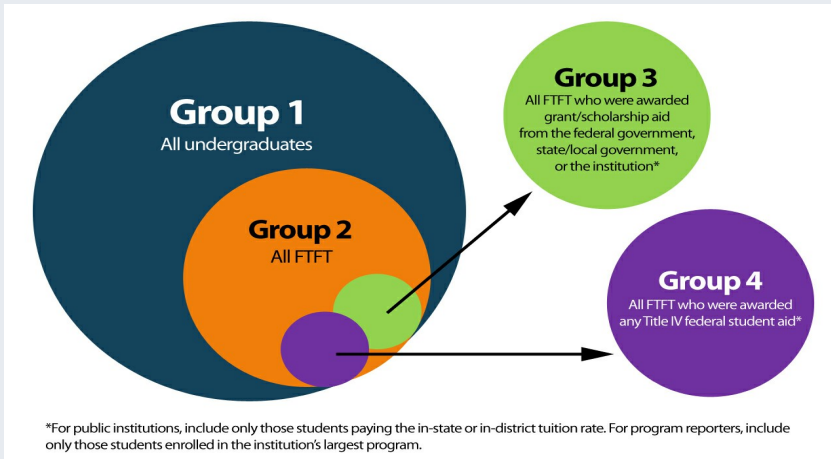 Group 1
All undergraduates
Group 2
All FTFT
Group 3
All FTFT who were awarded
grant/scholarship aid
from the federal government,
state/local government,
or the institution*
Group 4
All FTFT who were awarded
any Title IV federal student aid*
*For public institutions, include only those students paying the in-state or in-district tuition rate. For program reporters, include
only those students enrolled in the institution's largest program.